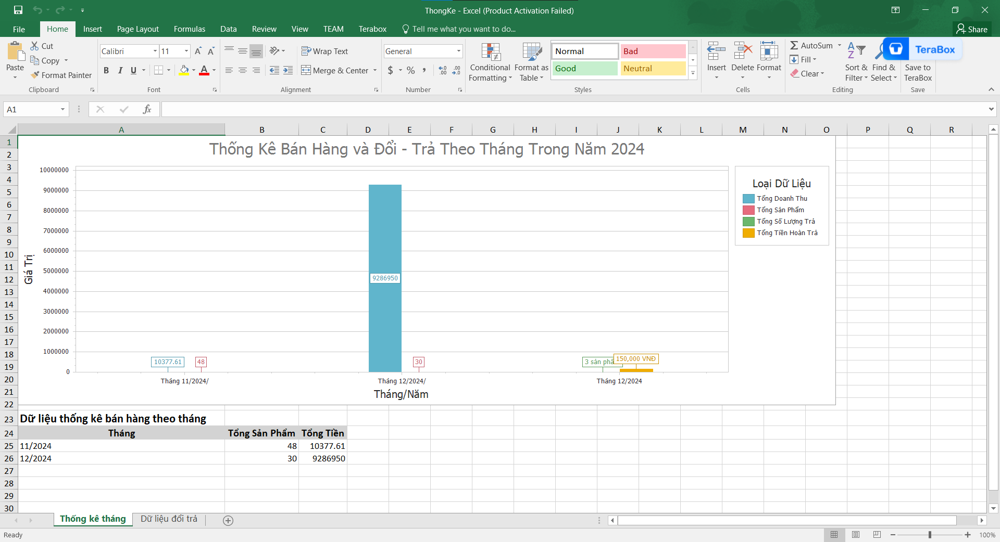 ThongKe - Excel (Product Activation Failed)
File Home Insert Page Layout Formulas Data Review View TEAM Terabox Tell me what you want to do... Share
Paste
Cut
Copy
Format Painter
Clipboard
Calibri 11
B I U
Font
Wrap Text
Merge & Center
Alignment
General
$ % ,
Number
Conditional Formatting
Format as Table
Normal Bad
Good Neutral
Styles
Insert Delete Format
Cells
AutoSum
Fill
Clear
Sort & Filter
Find & Select
Editing
Save to TeraBox
Save
TeraBox
A1
fx
A B C D E F G H I J K L M N O P Q R
1
2
3
4
5
6
7
8
9
10
11
12
13
14
15
16
17
18
19
20
21
22
Thống Kê Bán Hàng và Đổi - Trả Theo Tháng Trong Năm 2024
10000000
9000000
8000000
7000000
6000000
5000000
4000000
3000000
2000000
1000000
0
Giá Trị
10377.61
48
9286950
30
3 sản phẩ
150,000 VNĐ
Tháng 11/2024/ Tháng 12/2024/ Tháng 12/2024
Tháng/Năm
Loại Dữ Liệu
Tổng Doanh Thu
Tổng Sản Phẩm
Tổng Số Lượng Trả
Tổng Tiền Hoàn Trả
23 Dữ liệu thống kê bán hàng theo tháng
24 Tháng Tổng Sản Phẩm Tổng Tiền
25 11/2024 48 10377.61
26 12/2024 30 9286950
27
28
29
30
Thống kê tháng Dữ liệu đổi trả
Ready
100%